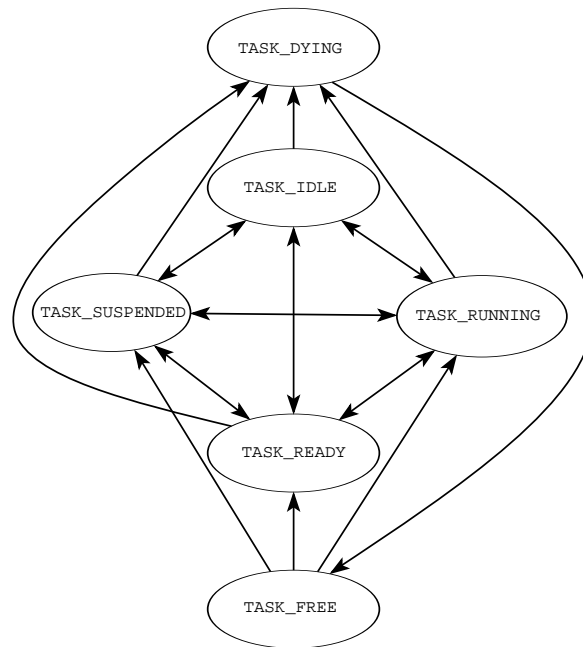 TASK_DYING
TASK_IDLE
TASK_SUSPENDED
TASK_RUNNING
TASK_READY
TASK_FREE